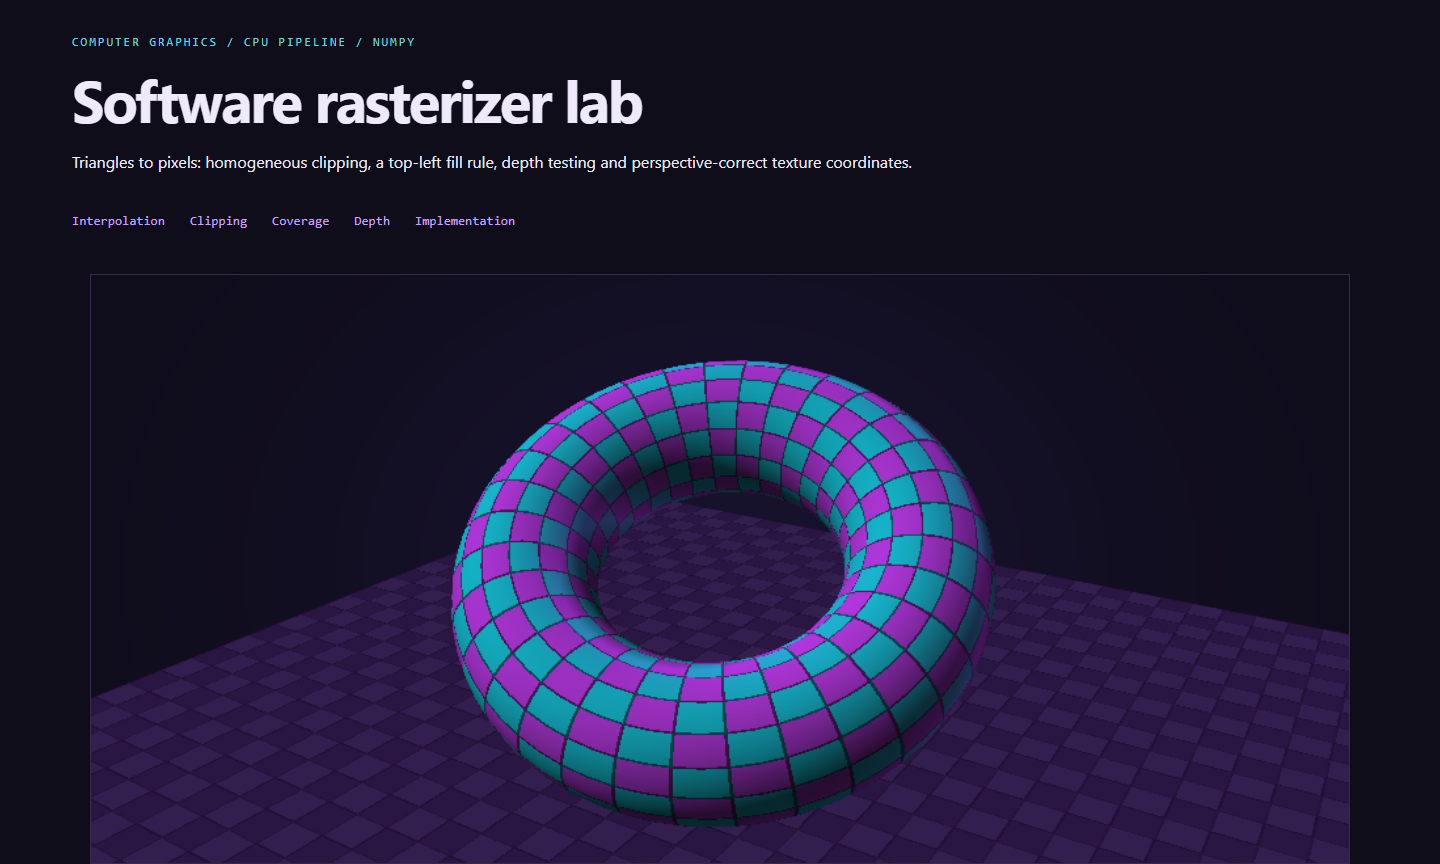 COMPUTER GRAPHICS / CPU PIPELINE / NUMPY
Software rasterizer lab
Triangles to pixels: homogeneous clipping, a top-left fill rule, depth testing and perspective-correct texture coordinates.
Interpolation Clipping Coverage Depth Implementation